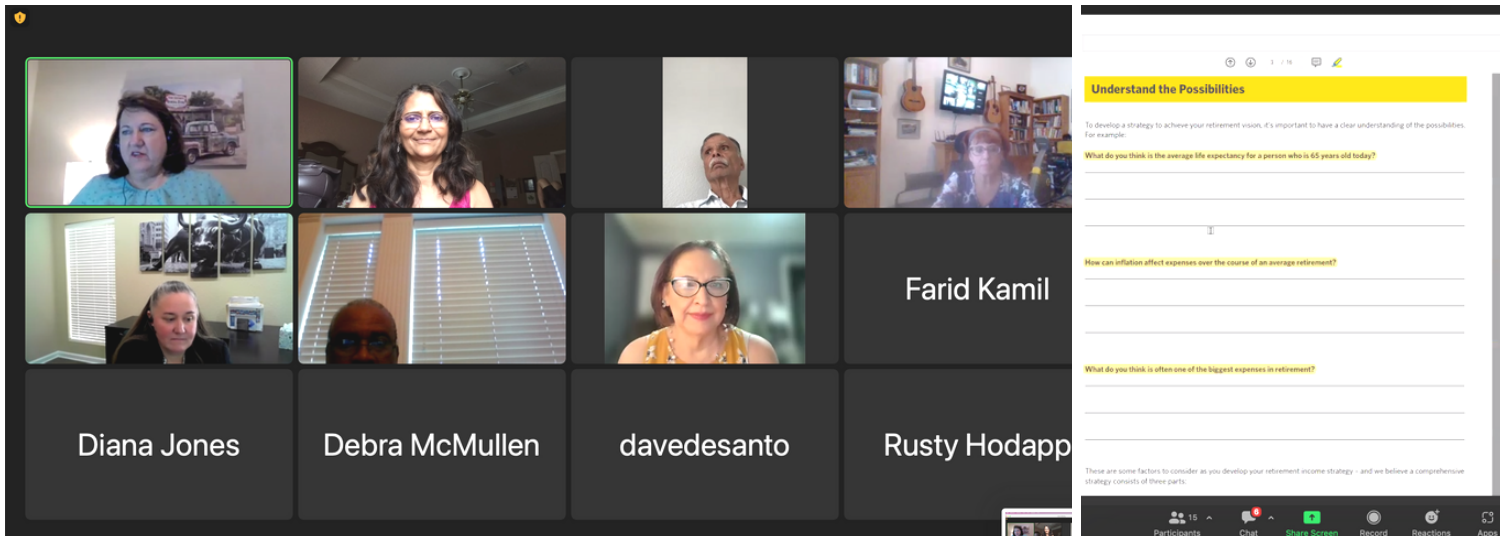 Farid Kamil
Diana Jones
Debra McMullen
davedesanto
Rusty Hodapp
Understand the Possibilities
To develop a strategy to achieve your retirement vision, it's important to have a clear understanding of the possibilities.
For example:
What do you think is the average life expectancy for a person who is 65 years old today?
How can inflation affect expenses over the course of an average retirement?
What do you think is often one of the biggest expenses in retirement?
These are some factors to consider as you develop your retirement income strategy – and we believe a comprehensive
strategy consists of three parts:
15
6
Participants
Chat
Share Screen
Record
Reactions
Apps